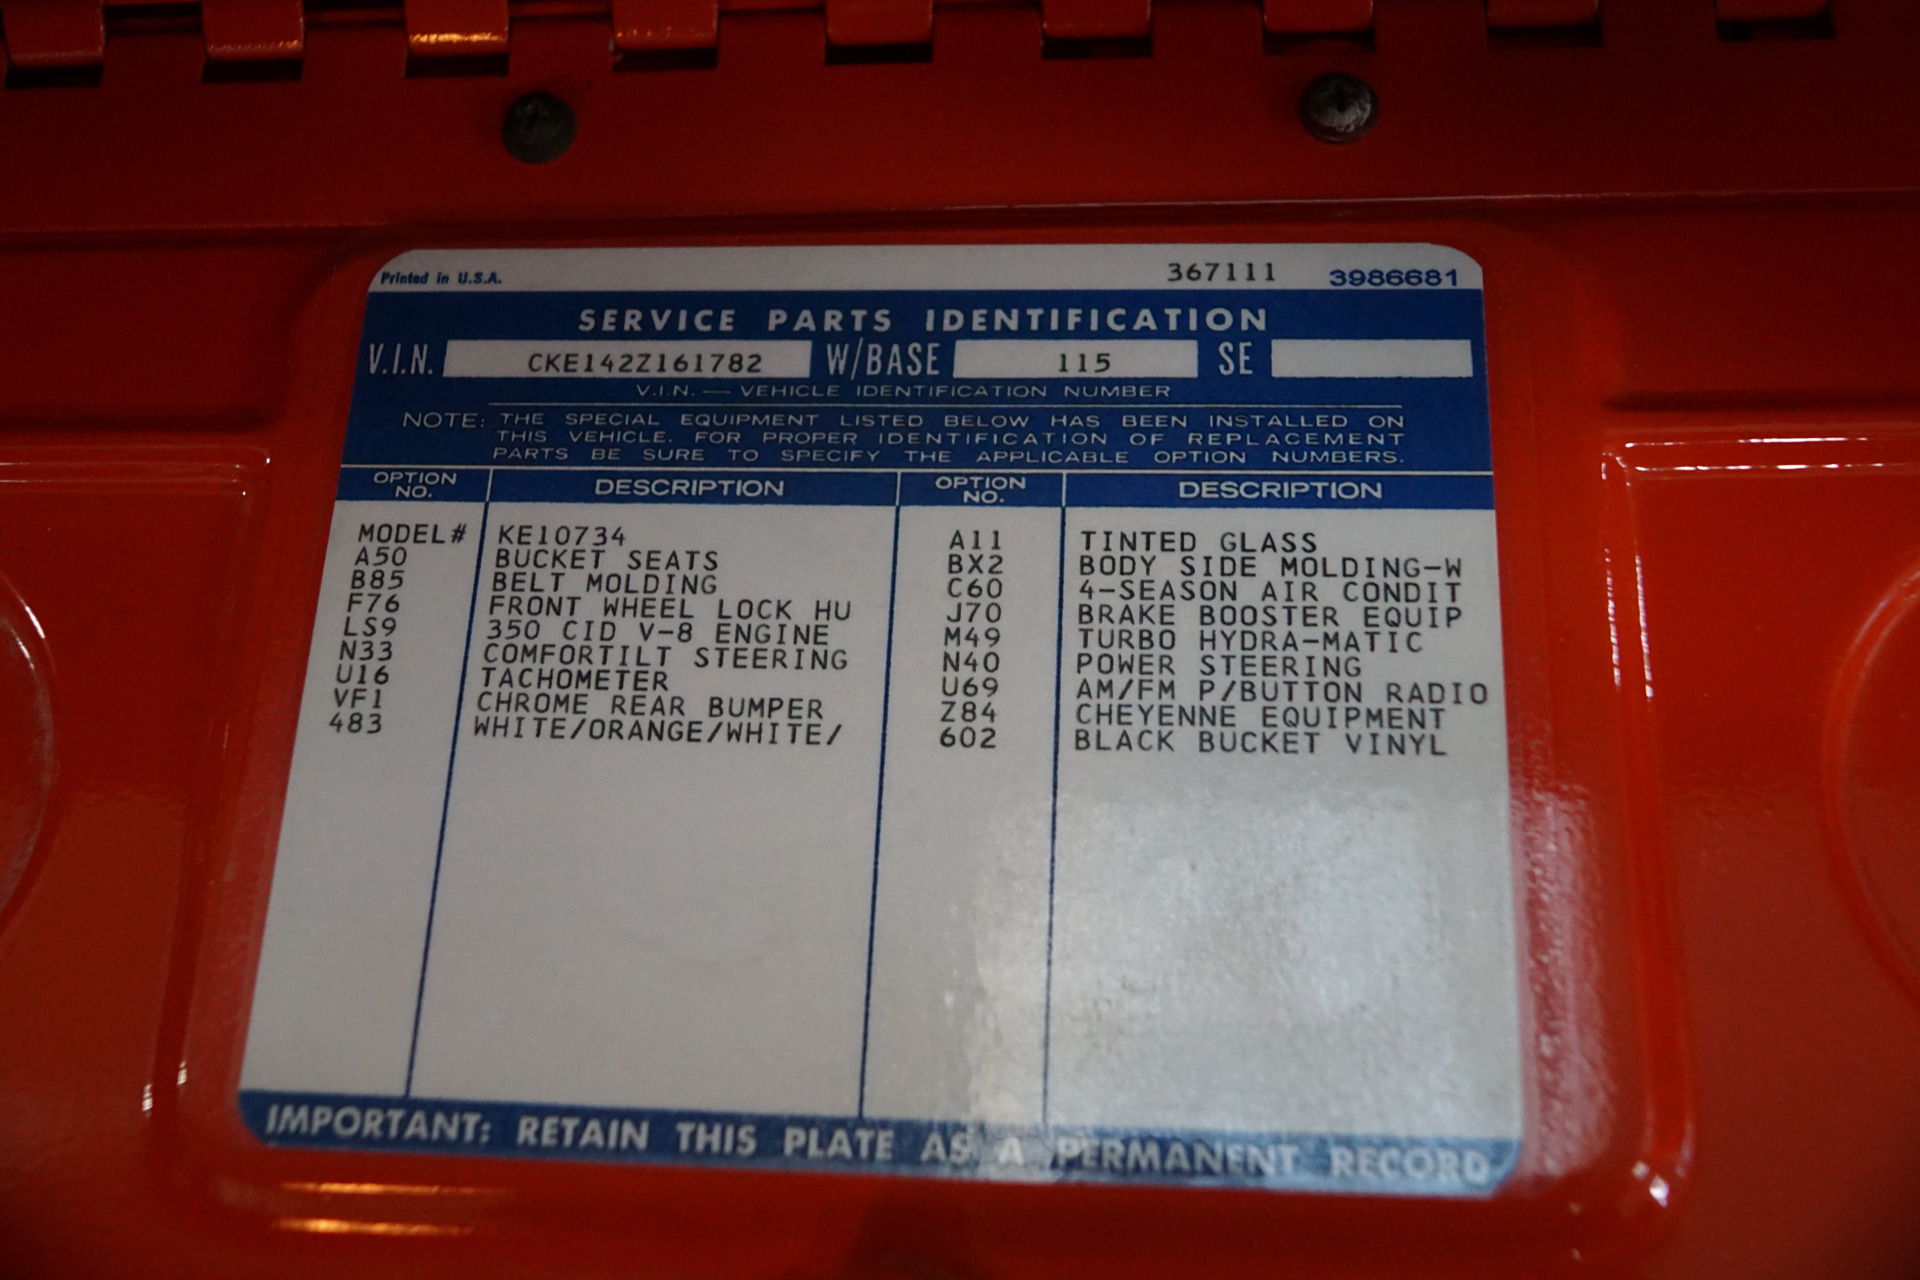 Printed in U.S.A. 367111 3986681
SERVICE PARTS IDENTIFICATION
V.I.N. CKE142Z161782 W/BASE 115 SE
V.I.N. — VEHICLE IDENTIFICATION NUMBER
NOTE: THE SPECIAL EQUIPMENT LISTED BELOW HAS BEEN INSTALLED ON
THIS VEHICLE. FOR PROPER IDENTIFICATION OF REPLACEMENT
PARTS BE SURE TO SPECIFY THE APPLICABLE OPTION NUMBERS.
OPTION NO. DESCRIPTION OPTION NO. DESCRIPTION
MODEL# KE10734 A11 TINTED GLASS
A50 BUCKET SEATS BX2 BODY SIDE MOLDING-W
B85 BELT MOLDING C60 4-SEASON AIR CONDIT
F76 FRONT WHEEL LOCK HU J70 BRAKE BOOSTER EQUIP
LS9 350 CID V-8 ENGINE M49 TURBO HYDRA-MATIC
N33 COMFORTILT STEERING N40 POWER STEERING
U16 TACHOMETER U69 AM/FM P/BUTTON RADIO
VF1 CHROME REAR BUMPER Z84 CHEYENNE EQUIPMENT
483 WHITE/ORANGE/WHITE/ 602 BLACK BUCKET VINYL
IMPORTANT: RETAIN THIS PLATE AS A PERMANENT RECORD